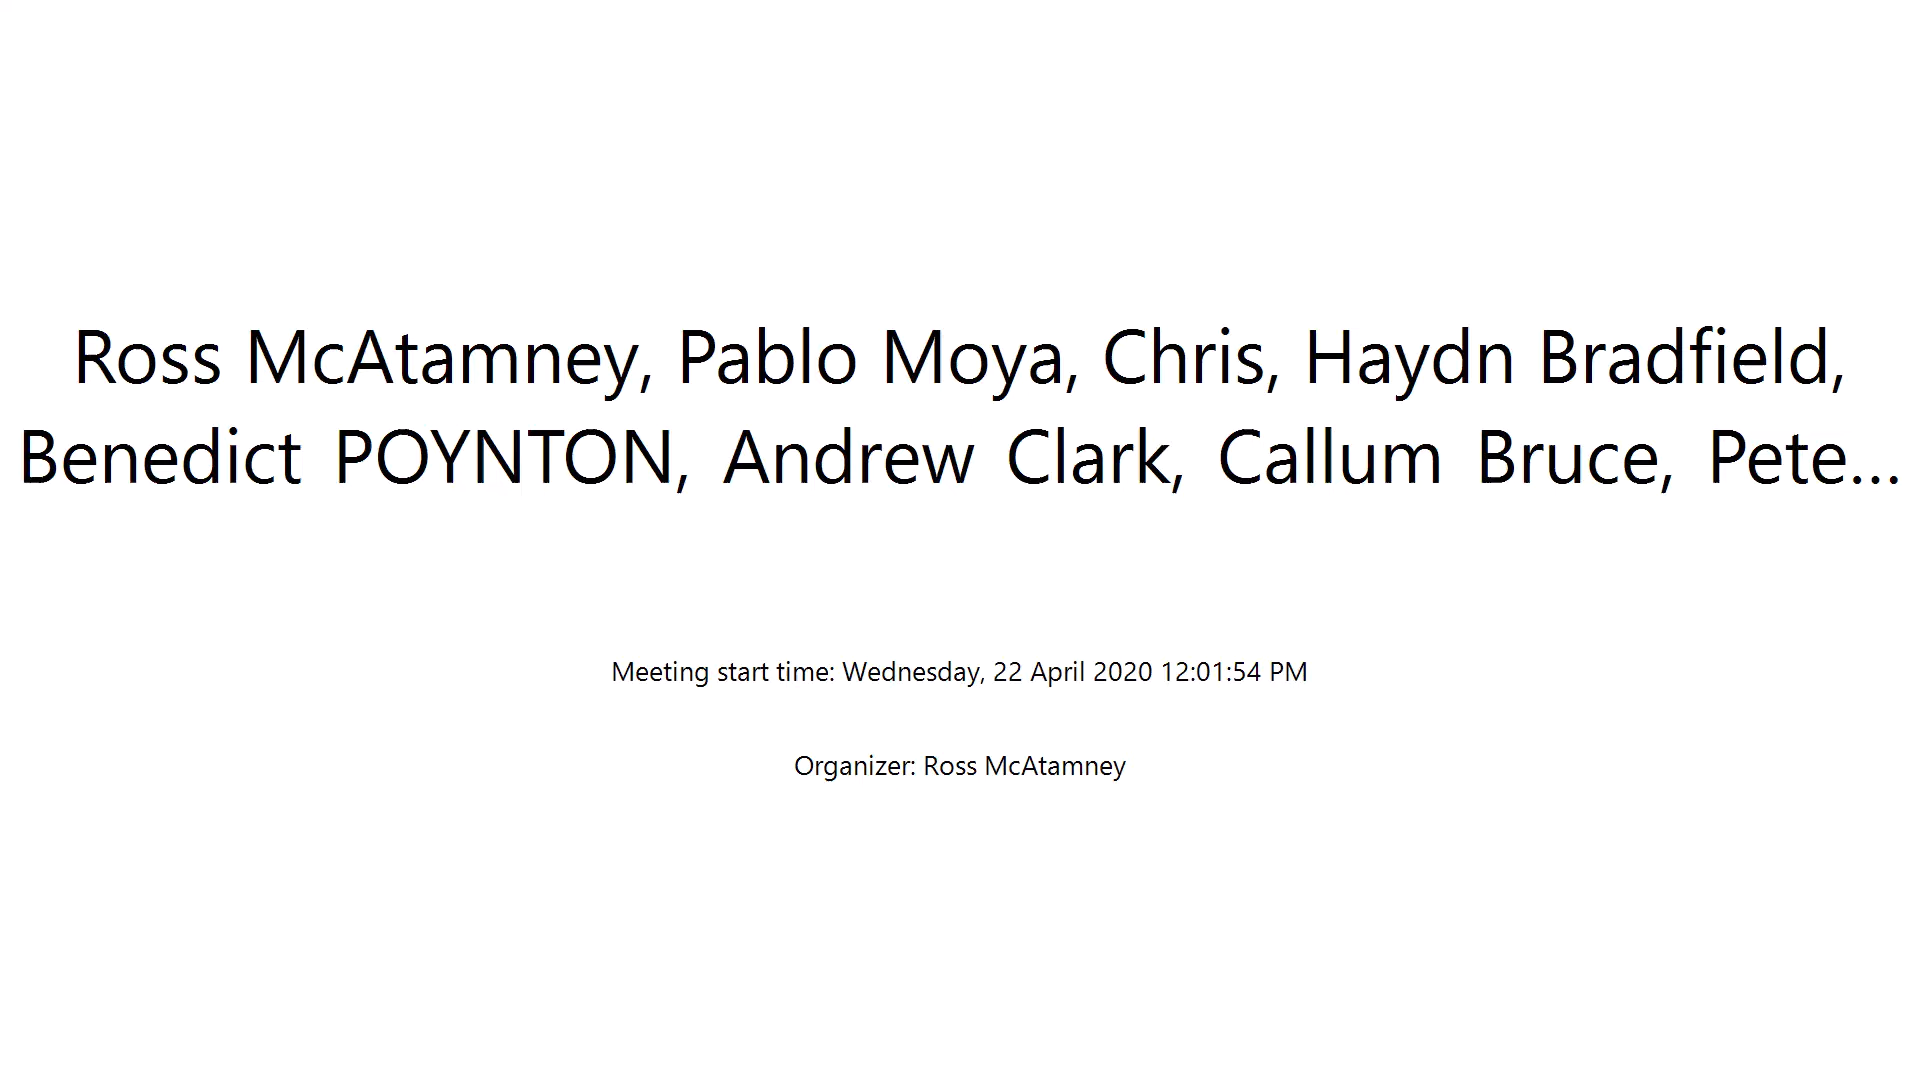 Ross McAtamney, Pablo Moya, Chris, Haydn Bradfield,
Benedict POYNTON, Andrew Clark, Callum Bruce, Pete...
Meeting start time: Wednesday, 22 April 2020 12:01:54 PM
Organizer: Ross McAtamney